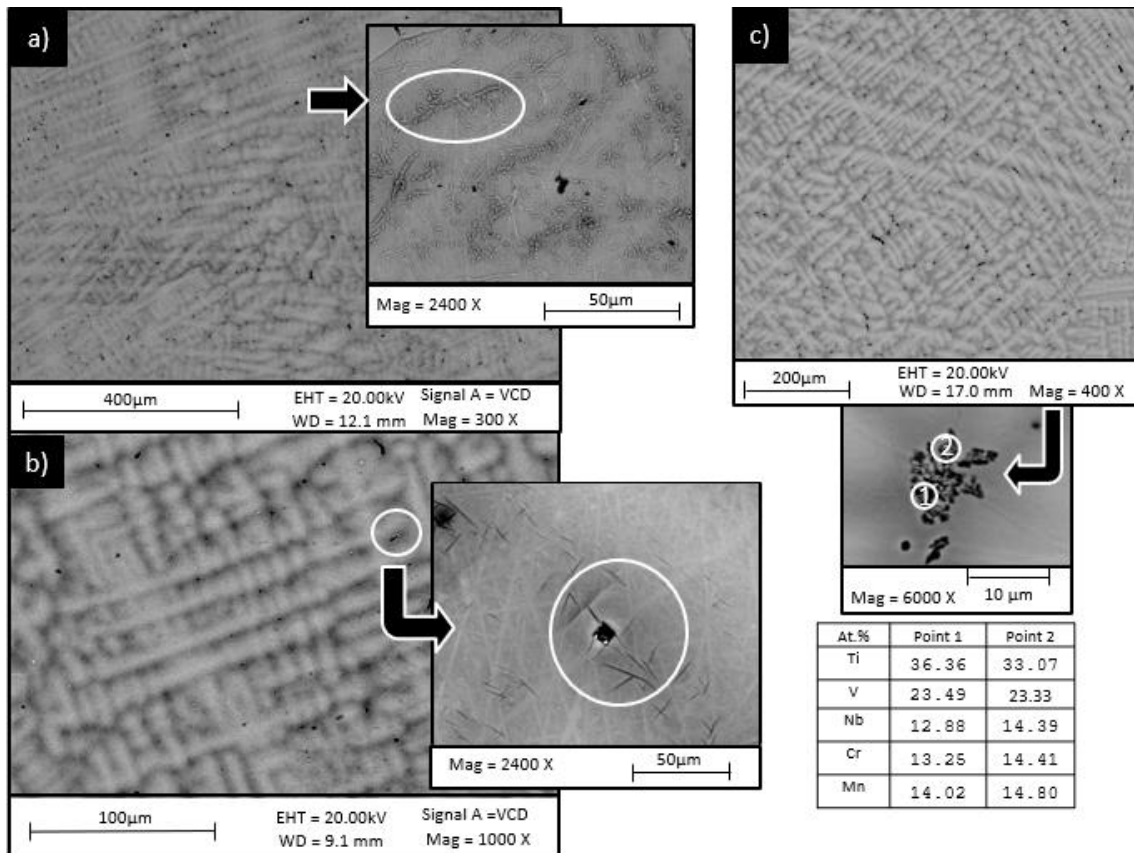 a)
Mag = 2400 X
50µm
400µm
EHT = 20.00kV
Signal A = VCD
WD = 12.1 mm
Mag = 300 X
b)
Mag = 2400 X
50µm
100µm
EHT = 20.00kV
Signal A =VCD
WD = 9.1 mm
Mag = 1000 X
c)
200µm
EHT = 20.00kV
WD = 17.0 mm
Mag = 400 X
2
1
Mag = 6000 X
10 µm
At.% Point 1 Point 2
Ti 36.36 33.07
V 23.49 23.33
Nb 12.88 14.39
Cr 13.25 14.41
Mn 14.02 14.80